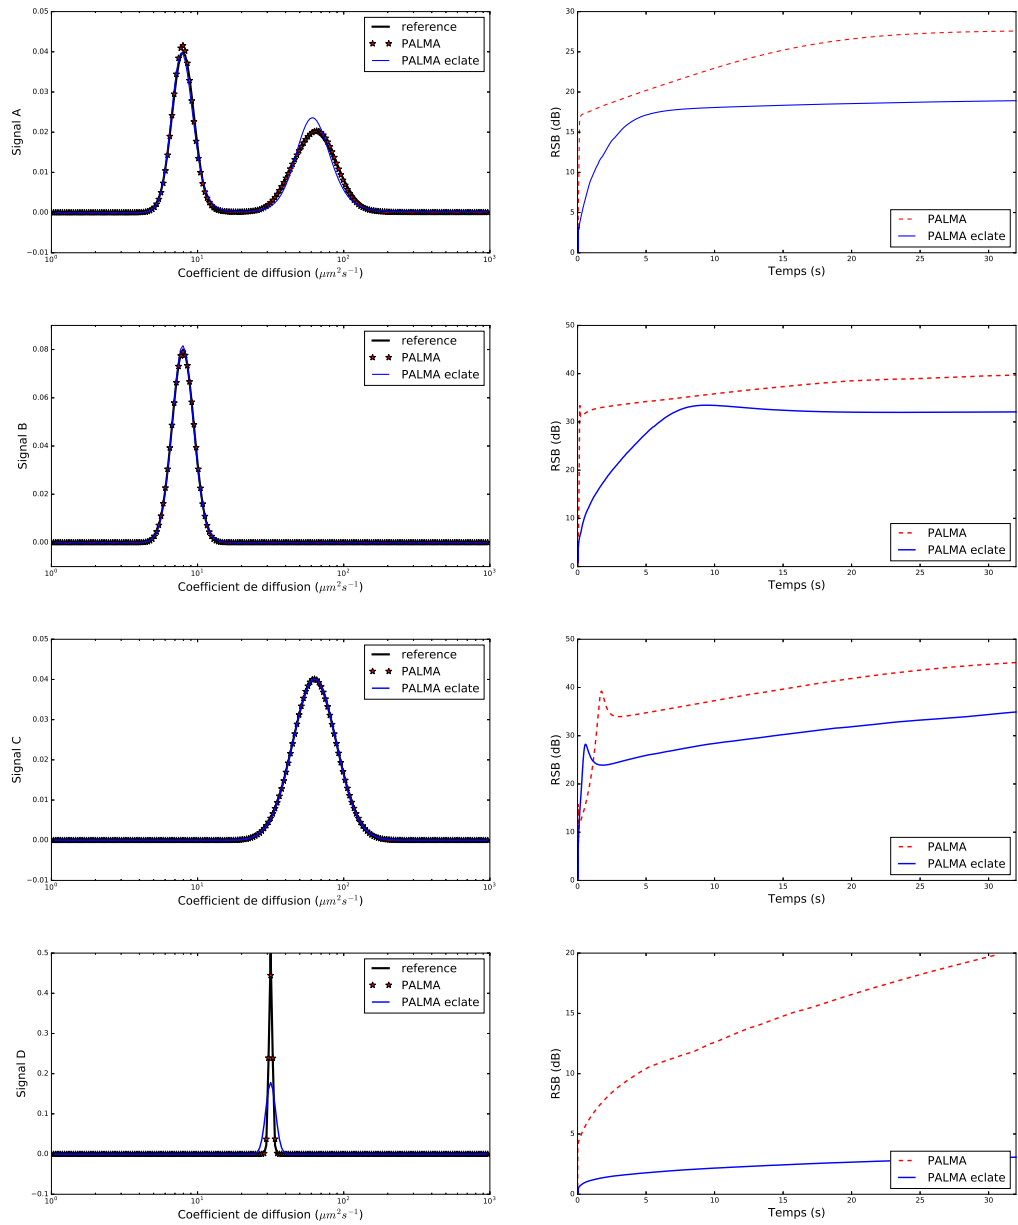 0.05
0.04
0.03
0.02
0.01
0.00
−0.01
10⁰
10¹
10²
10³
Signal A
Coefficient de diffusion (μm²s⁻¹)
reference
PALMA
PALMA eclate
30
25
20
15
10
5
0
0
5
10
15
20
25
30
RSB (dB)
Temps (s)
PALMA
PALMA eclate
0.08
0.06
0.04
0.02
0.00
10⁰
10¹
10²
10³
Signal B
Coefficient de diffusion (μm²s⁻¹)
reference
PALMA
PALMA eclate
50
40
30
20
10
0
0
5
10
15
20
25
30
RSB (dB)
Temps (s)
PALMA
PALMA eclate
0.05
0.04
0.03
0.02
0.01
0.00
−0.01
10⁰
10¹
10²
10³
Signal C
Coefficient de diffusion (μm²s⁻¹)
reference
PALMA
PALMA eclate
50
40
30
20
10
0
0
5
10
15
20
25
30
RSB (dB)
Temps (s)
PALMA
PALMA eclate
0.5
0.4
0.3
0.2
0.1
0.0
−0.1
10⁰
10¹
10²
10³
Signal D
Coefficient de diffusion (μm²s⁻¹)
reference
PALMA
PALMA eclate
20
15
10
5
0
0
5
10
15
20
25
30
RSB (dB)
Temps (s)
PALMA
PALMA eclate